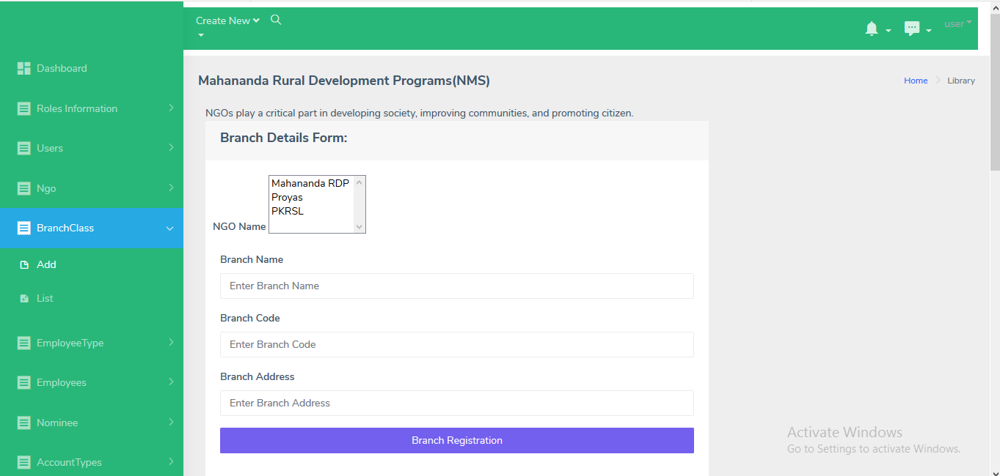 Create New
user
Dashboard
Roles Information
Users
Ngo
BranchClass
Add
List
EmployeeType
Employees
Nominee
AccountTypes
Mahananda Rural Development Programs(NMS)
Home
Library
NGOs play a critical part in developing society, improving communities, and promoting citizen.
Branch Details Form:
NGO Name
Mahananda RDP
Proyas
PKRSL
Branch Name
Enter Branch Name
Branch Code
Enter Branch Code
Branch Address
Enter Branch Address
Branch Registration
Activate Windows
Go to Settings to activate Windows.